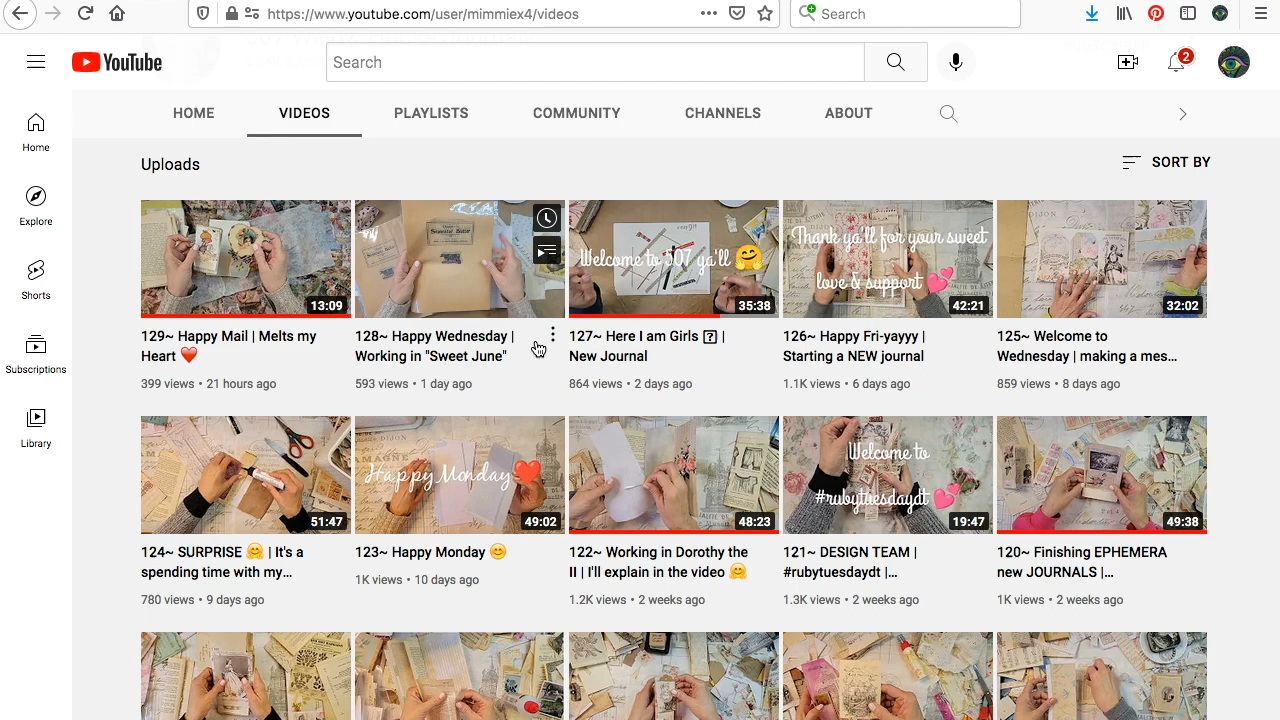 https://www.youtube.com/user/mimmiex4/videos
Search
YouTube
Search
2
HOME VIDEOS PLAYLISTS COMMUNITY CHANNELS ABOUT
Home
Explore
Shorts
Subscriptions
Library
Uploads
SORT BY
13:09
129~ Happy Mail | Melts my
Heart ❤️
399 views • 21 hours ago
128~ Happy Wednesday |
Working in "Sweet June"
593 views • 1 day ago
Welcome to 507 ya'll 🤗
35:38
127~ Here I am Girls ? |
New Journal
864 views • 2 days ago
Thank ya'll for your sweet
love & support 💕
42:21
126~ Happy Fri-yayyy |
Starting a NEW journal
1.1K views • 6 days ago
32:02
125~ Welcome to
Wednesday | making a mes...
859 views • 8 days ago
51:47
124~ SURPRISE 🤗 | It's a
spending time with my...
780 views • 9 days ago
Happy Monday ❤️
49:02
123~ Happy Monday 😊
1K views • 10 days ago
48:23
122~ Working in Dorothy the
II | I'll explain in the video 🤗
1.2K views • 2 weeks ago
Welcome to
#rubytuesdaydt 💕
19:47
121~ DESIGN TEAM |
#rubytuesdaydt |...
1.3K views • 2 weeks ago
49:38
120~ Finishing EPHEMERA
new JOURNALS |...
1K views • 2 weeks ago